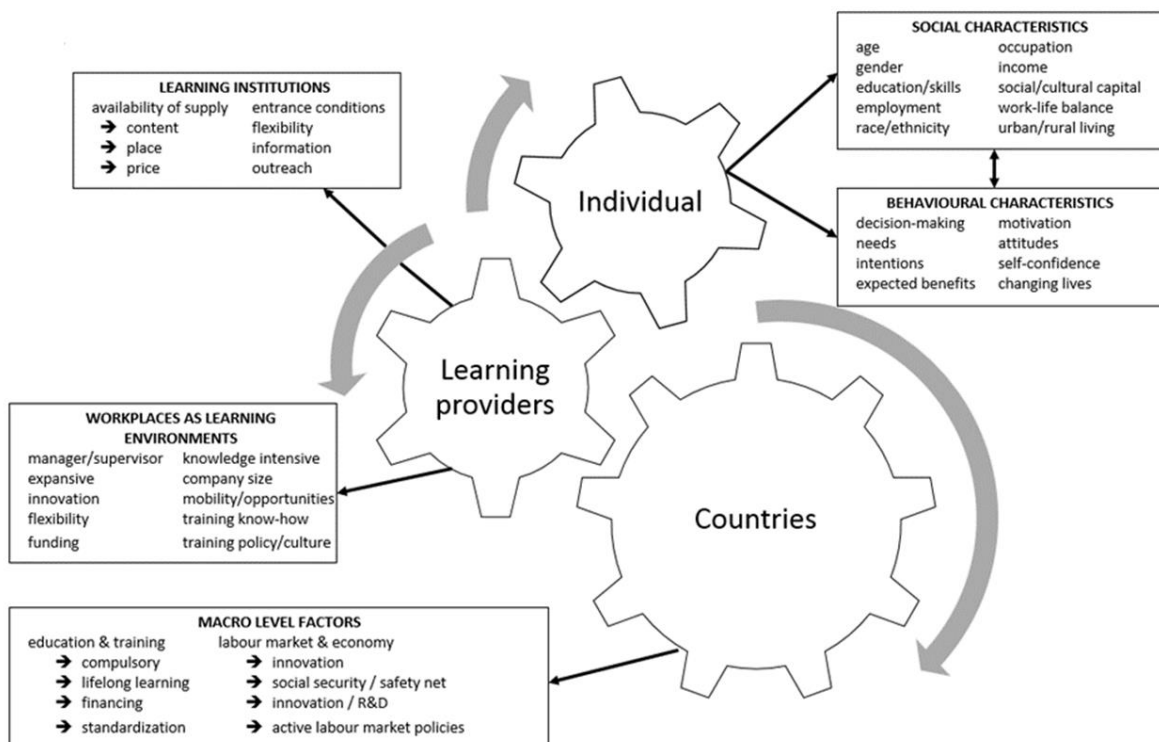 SOCIAL CHARACTERISTICS
age occupation
gender income
education/skills social/cultural capital
employment work-life balance
race/ethnicity urban/rural living
LEARNING INSTITUTIONS
availability of supply entrance conditions
➔ content flexibility
➔ place information
➔ price outreach
Individual
BEHAVIOURAL CHARACTERISTICS
decision-making motivation
needs attitudes
intentions self-confidence
expected benefits changing lives
Learning
providers
WORKPLACES AS LEARNING
ENVIRONMENTS
manager/supervisor knowledge intensive
expansive company size
innovation mobility/opportunities
flexibility training know-how
funding training policy/culture
Countries
MACRO LEVEL FACTORS
education & training labour market & economy
➔ compulsory ➔ innovation
➔ lifelong learning ➔ social security / safety net
➔ financing ➔ innovation / R&D
➔ standardization ➔ active labour market policies